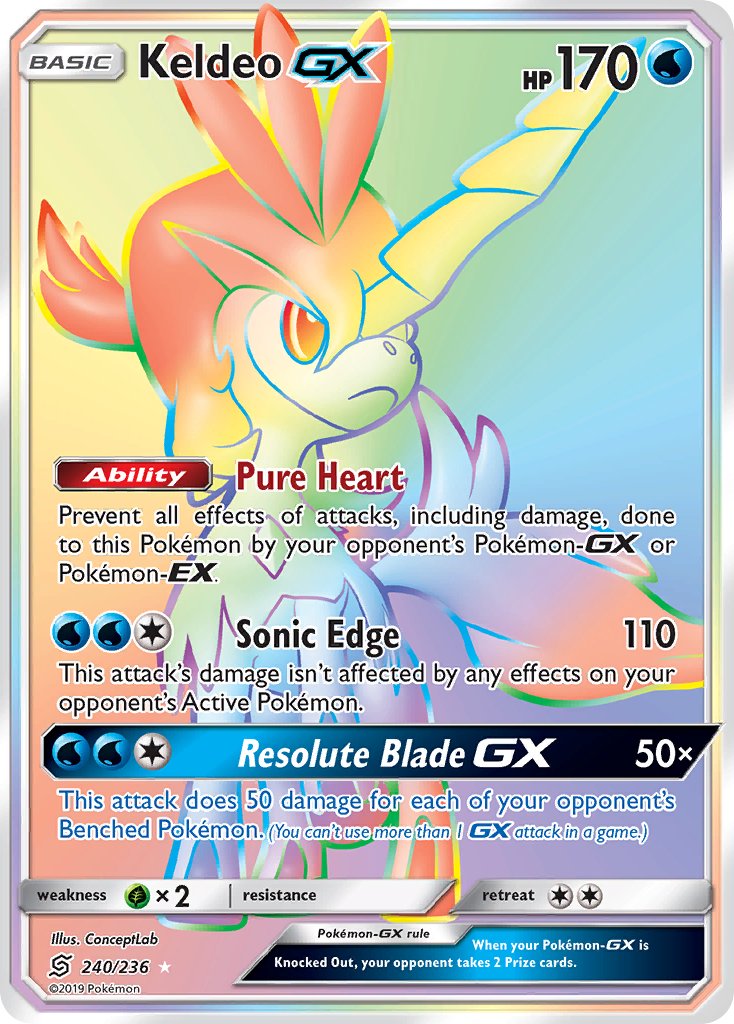 BASIC Keldeo GX HP 170
Ability Pure Heart
Prevent all effects of attacks, including damage, done
to this Pokémon by your opponent's Pokémon-GX or
Pokémon-EX.
Sonic Edge 110
This attack's damage isn't affected by any effects on your
opponent's Active Pokémon.
Resolute Blade GX 50×
This attack does 50 damage for each of your opponent's
Benched Pokémon. (You can't use more than 1 GX attack in a game.)
weakness ×2 resistance retreat
Illus. ConceptLab
240/236
©2019 Pokémon
Pokémon-GX rule
When your Pokémon-GX is
Knocked Out, your opponent takes 2 Prize cards.